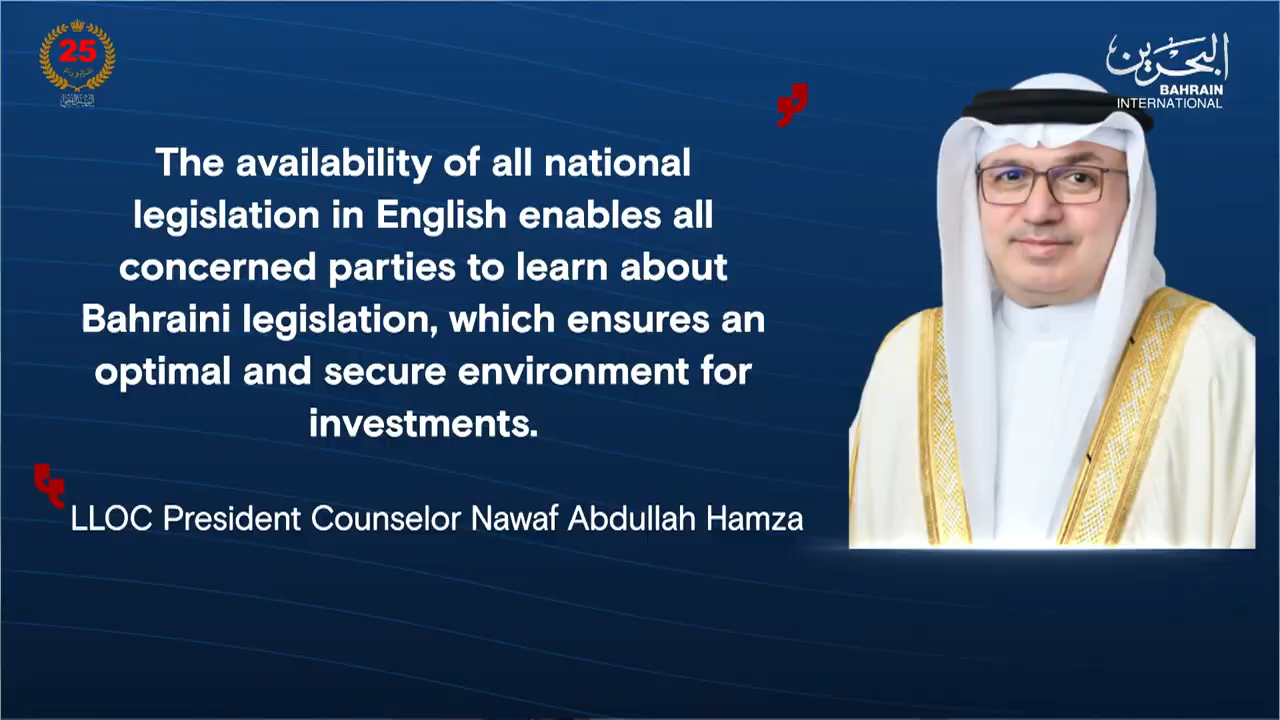 25
البحرين
BAHRAIN
INTERNATIONAL
The availability of all national
legislation in English enables all
concerned parties to learn about
Bahraini legislation, which ensures an
optimal and secure environment for
investments.
LLOC President Counselor Nawaf Abdullah Hamza